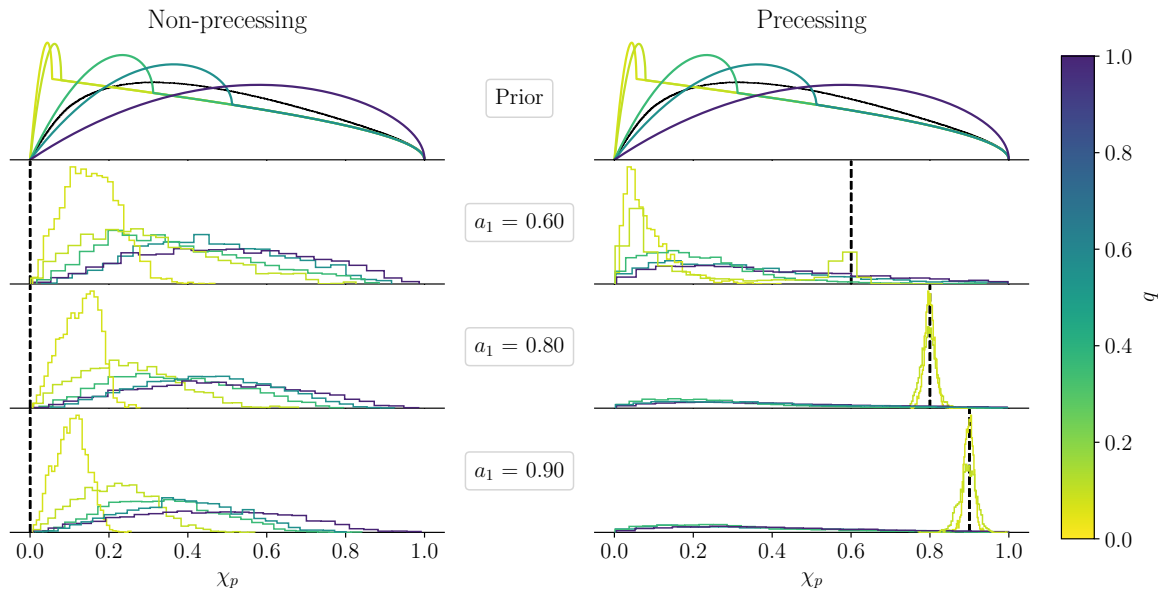 Non-precessing
Precessing
Prior
a₁ = 0.60
a₁ = 0.80
a₁ = 0.90
0.0 0.2 0.4 0.6 0.8 1.0
χₚ
0.0 0.2 0.4 0.6 0.8 1.0
χₚ
1.0
0.8
0.6
0.4
0.2
0.0
q